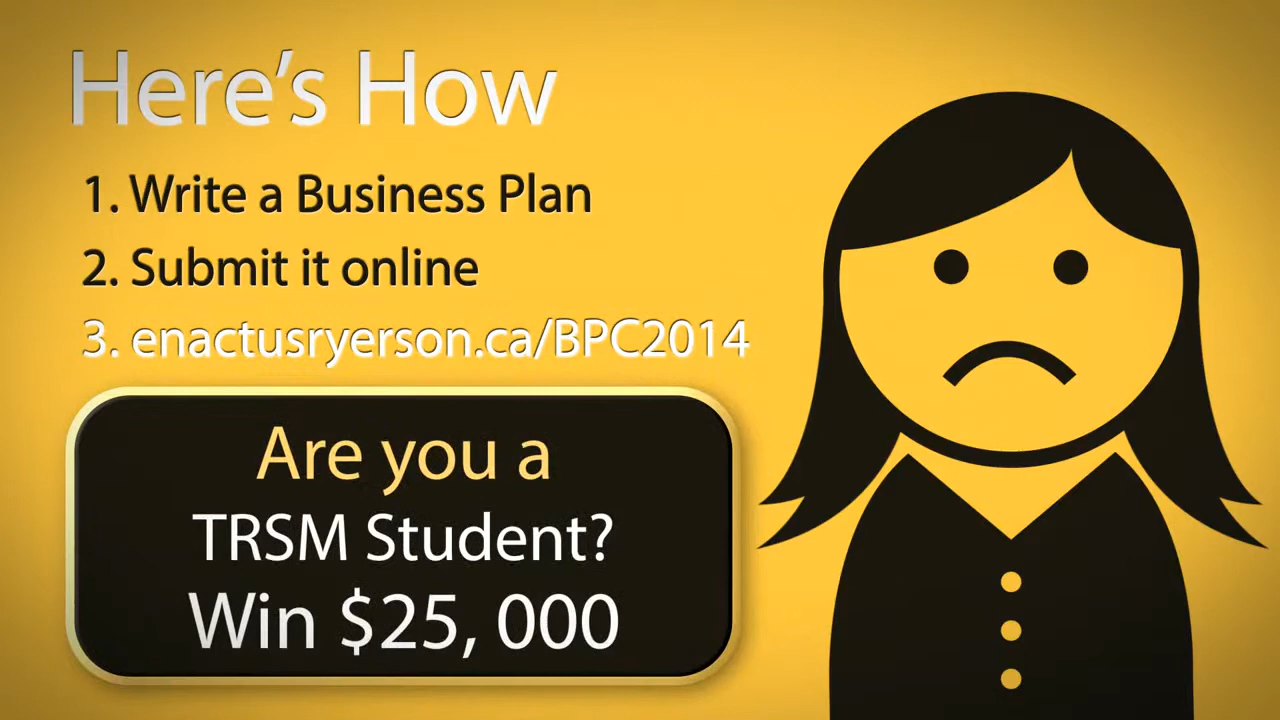 Here’s How
1. Write a Business Plan
2. Submit it online
3. enactusryerson.ca/BPC2014
Are you a
TRSM Student?
Win $25, 000